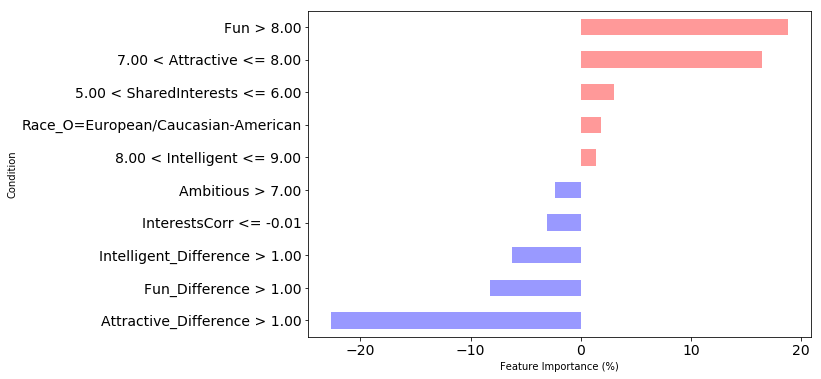 Fun > 8.00
7.00 < Attractive <= 8.00
5.00 < SharedInterests <= 6.00
Race_O=European/Caucasian-American
8.00 < Intelligent <= 9.00
Ambitious > 7.00
InterestsCorr <= -0.01
Intelligent_Difference > 1.00
Fun_Difference > 1.00
Attractive_Difference > 1.00
Condition
−20 −10 0 10 20
Feature Importance (%)